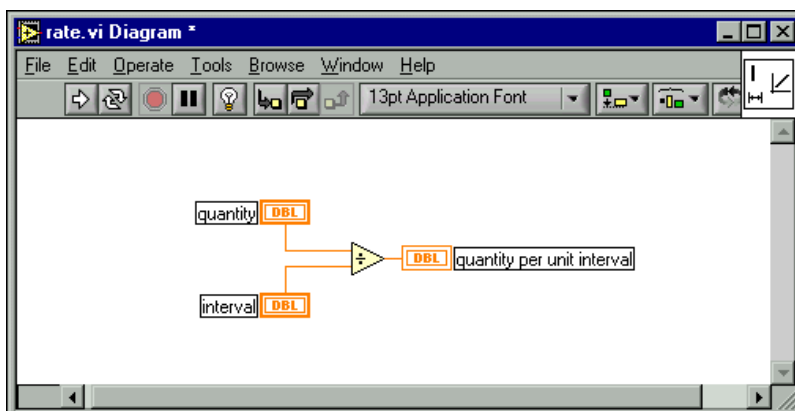 rate.vi Diagram *
File Edit Operate Tools Browse Window Help
13pt Application Font
quantity DBL
DBL quantity per unit interval
interval DBL